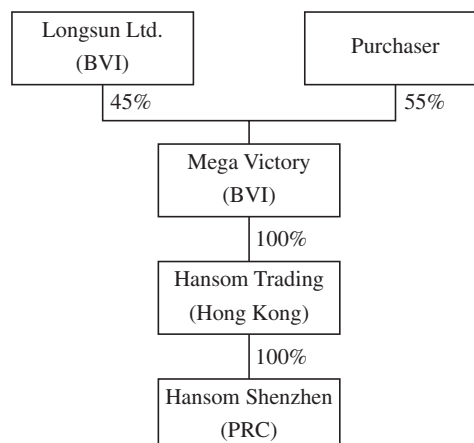 Longsun Ltd.
(BVI)
Purchaser
45%
55%
Mega Victory
(BVI)
100%
Hansom Trading
(Hong Kong)
100%
Hansom Shenzhen
(PRC)